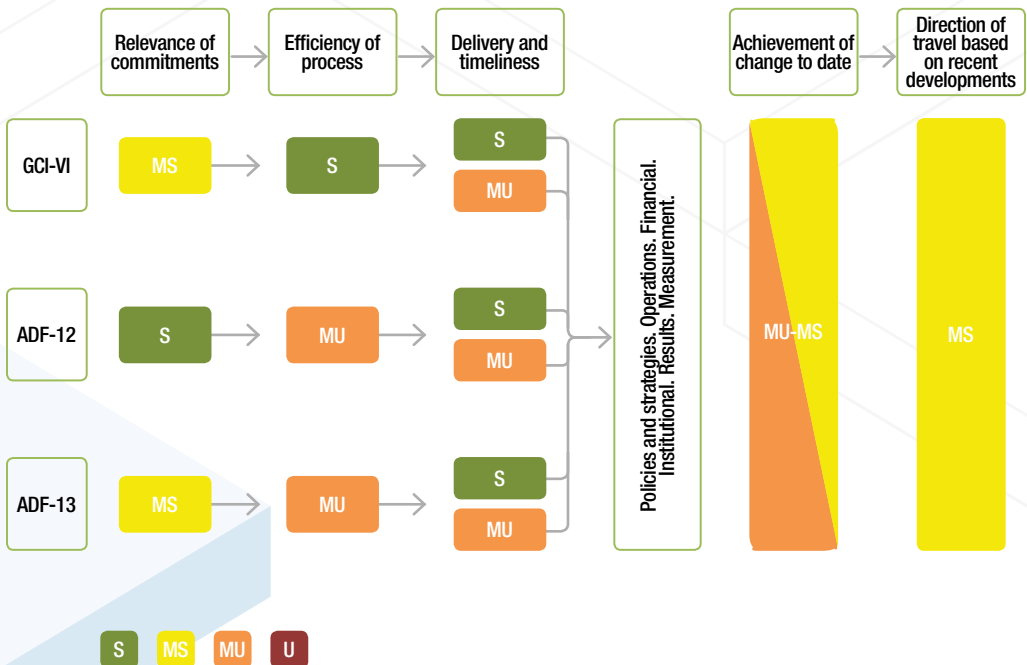 Relevance of
commitments
Efficiency of
process
Delivery and
timeliness
Achievement of
change to date
Direction of
travel based
on recent
developments
GCI-VI
MS
S
S
MU
ADF-12
S
MU
S
MU
ADF-13
MS
MU
S
MU
Policies and strategies. Operations. Financial.
Institutional. Results. Measurement.
MU-MS
MS
S
MS
MU
U